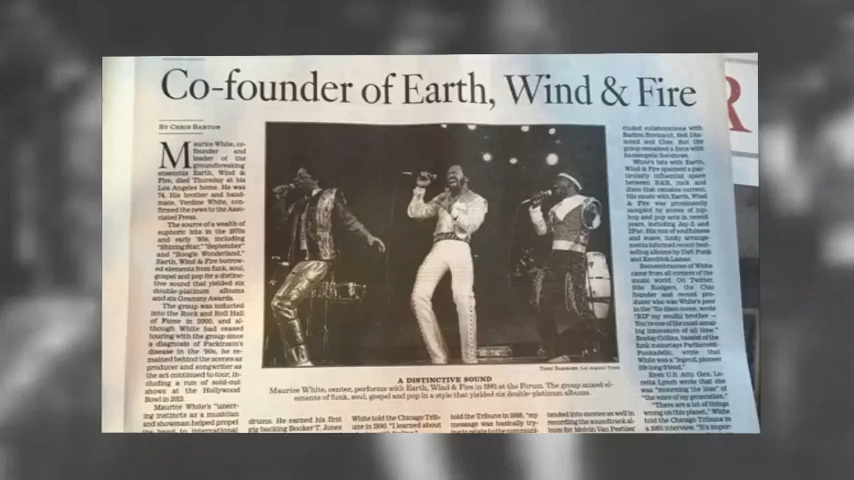 Co-founder of Earth, Wind & Fire
R
BY CHRIS BARTON
Maurice White, co-
founder and
leader of the
groundbreaking
ensemble Earth, Wind &
Fire, died Thursday at his
Los Angeles home. He was
74. His brother and band-
mate, Verdine White, con-
firmed the news to the Asso-
ciated Press.
The source of a wealth of
euphoric hits in the 1970s
and early '80s, including
"Shining Star," "September"
and "Boogie Wonderland,"
Earth, Wind & Fire borrow-
ed elements from funk, soul,
gospel and pop for a distinc-
tive sound that yielded six
double-platinum albums
and six Grammy Awards.
The group was inducted
into the Rock and Roll Hall
of Fame in 2000, and al-
though White had ceased
touring with the group since
a diagnosis of Parkinson's
disease in the '90s, he re-
mained behind the scenes as
producer and songwriter as
the act continued to tour, in-
cluding a run of sold-out
shows at the Hollywood
Bowl in 2013.
Maurice White's "unerr-
ing instincts as a musician
and showman helped propel
the band to international
A DISTINCTIVE SOUND
Maurice White, center, performs with Earth, Wind & Fire in 1981 at the Forum. The group mixed el-
ements of funk, soul, gospel and pop in a style that yielded six double-platinum albums.
Los Angeles Times
drums. He earned his first
gig backing Booker T. Jones
White told the Chicago Trib-
une in 1990. "I learned about
told the Tribune in 1988, "my
message was basically try-
tended into movies as well in
recording the soundtrack al-
bum for Melvin Van Peebles'
cluded collaborations with
Barbra Streisand, Neil Dia-
mond and Cher. But the
group remained a force with
its energetic live shows.
White's hits with Earth,
Wind & Fire spanned a par-
ticularly influential space
between R&B, rock and
disco that remains current.
His music with Earth, Wind
& Fire was prominently
sampled by scores of hip-
hop and pop acts in recent
years, including Jay-Z and
2Pac. His mix of soulfulness
and suave, funky arrange-
ments informed recent best-
selling albums by Daft Punk
and Kendrick Lamar.
Remembrances of White
came from all corners of the
music world. On Twitter,
Nile Rodgers, the Chic
founder and record pro-
ducer who was White's peer
in the '70s disco scene, wrote
"RIP my soulful brother —
You're one of the most amaz-
ing innovators of all time."
Bootsy Collins, bassist of the
funk mainstays Parliament-
Funkadelic, wrote that
White was a "legend, pioneer
life long friend."
Even U.S. Atty. Gen. Lo-
retta Lynch wrote that she
was "mourning the loss" of
"the voice of my generation."
"There are a lot of things
wrong on this planet," White
told the Chicago Tribune in